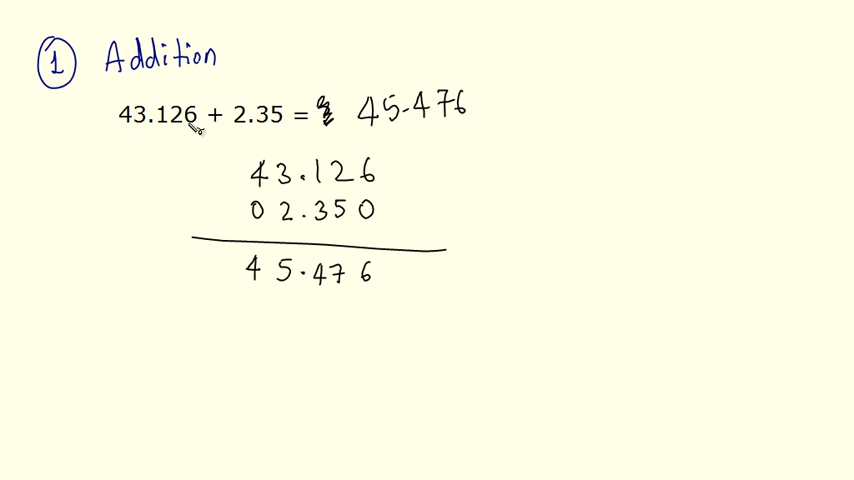 1 Addition
43.126 + 2.35 = 45.476
43.126
02.350
45.476